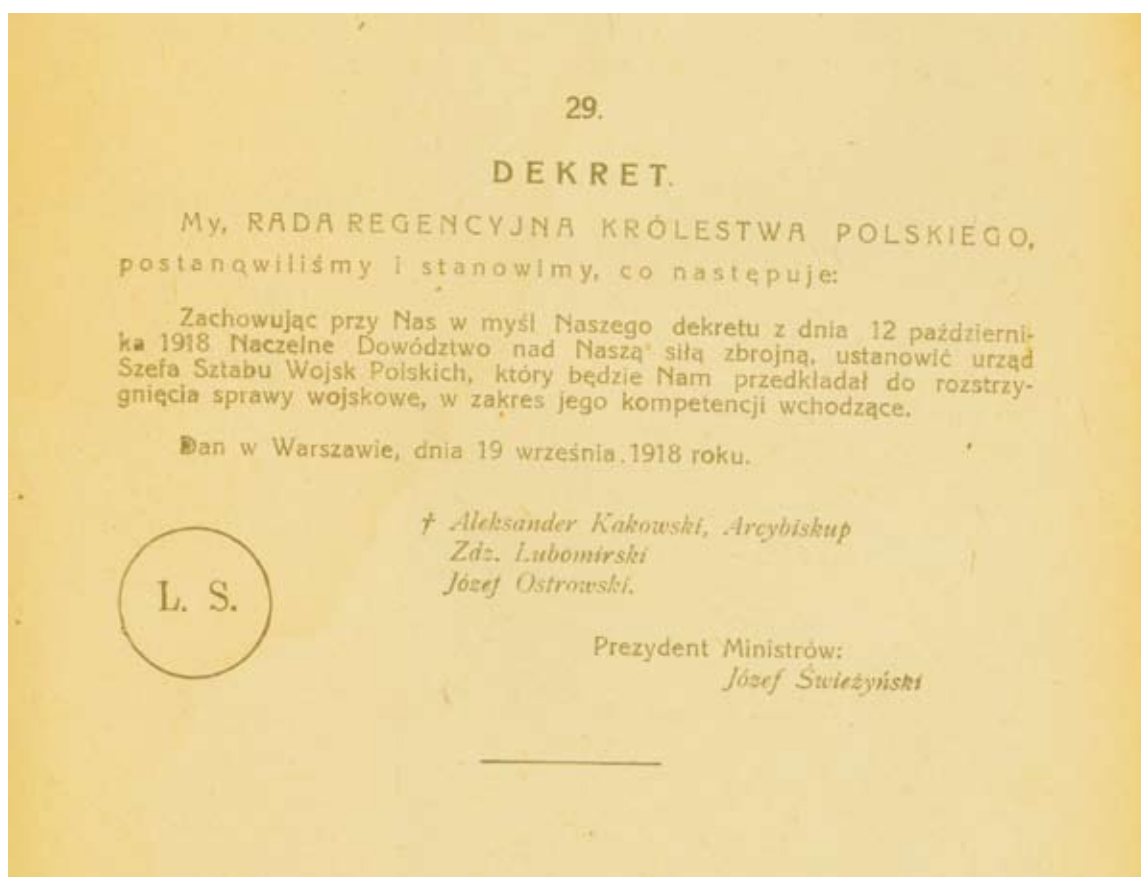 29.
DEKRET.
My, RADA REGENCYJNA KRÓLESTWA POLSKIEGO,
postanowiliśmy i stanowimy, co następuje:
Zachowując przy Nas w myśl Naszego dekretu z dnia 12 październi-
ka 1918 Naczelne Dowództwo nad Naszą siłą zbrojną, ustanowić urząd
Szefa Sztabu Wojsk Polskich, który będzie Nam przedkładał do rozstrzy-
gnięcia sprawy wojskowe, w zakres jego kompetencji wchodzące.
Dan w Warszawie, dnia 19 września 1918 roku.
† Aleksander Kakowski, Arcybiskup
Zdz. Lubomirski
Józef Ostrowski.
L. S.
Prezydent Ministrów:
Józef Świeżyński